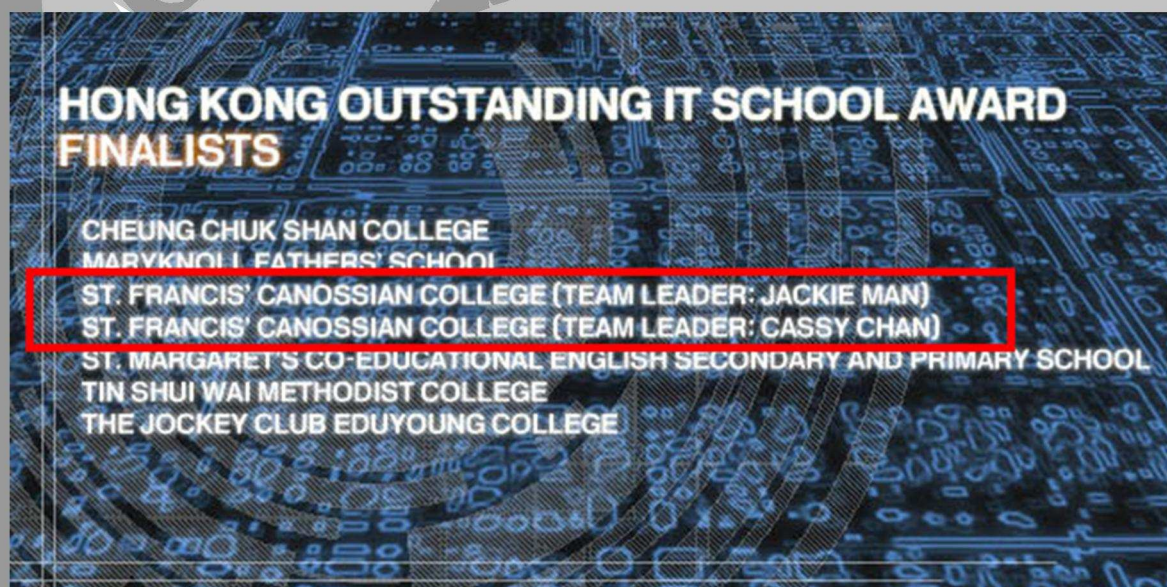 HONG KONG OUTSTANDING IT SCHOOL AWARD
FINALISTS
CHEUNG CHUK SHAN COLLEGE
MARYKNOLL FATHERS' SCHOOL
ST. FRANCIS' CANOSSIAN COLLEGE (TEAM LEADER: JACKIE MAN)
ST. FRANCIS' CANOSSIAN COLLEGE (TEAM LEADER: CASSY CHAN)
ST. MARGARET'S CO-EDUCATIONAL ENGLISH SECONDARY AND PRIMARY SCHOOL
TIN SHUI WAI METHODIST COLLEGE
THE JOCKEY CLUB EDUYOUNG COLLEGE